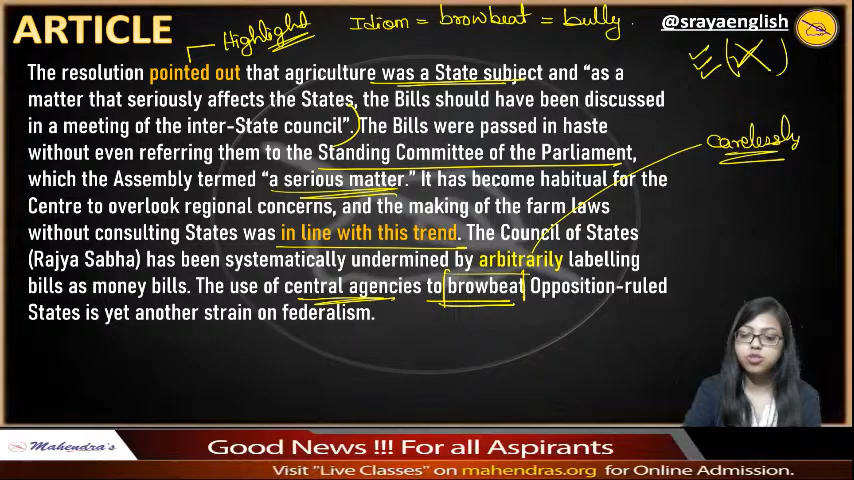 ARTICLE
Highlight
Idiom = browbeat = bully.
@srayaenglish
The resolution pointed out that agriculture was a State subject and “as a
matter that seriously affects the States, the Bills should have been discussed
in a meeting of the inter-State council”. The Bills were passed in haste
without even referring them to the Standing Committee of the Parliament,
carelessly
which the Assembly termed “a serious matter.” It has become habitual for the
Centre to overlook regional concerns, and the making of the farm laws
without consulting States was in line with this trend. The Council of States
(Rajya Sabha) has been systematically undermined by arbitrarily labelling
bills as money bills. The use of central agencies to browbeat Opposition-ruled
States is yet another strain on federalism.
Mahendra's
Good News !!! For all Aspirants
Visit "Live Classes" on mahendras.org for Online Admission.